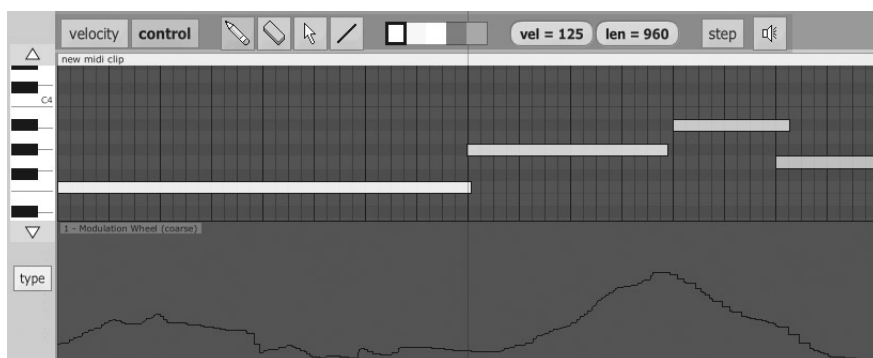 velocity control vel = 125 len = 960 step
new midi clip
C4
1 - Modulation Wheel (coarse)
type